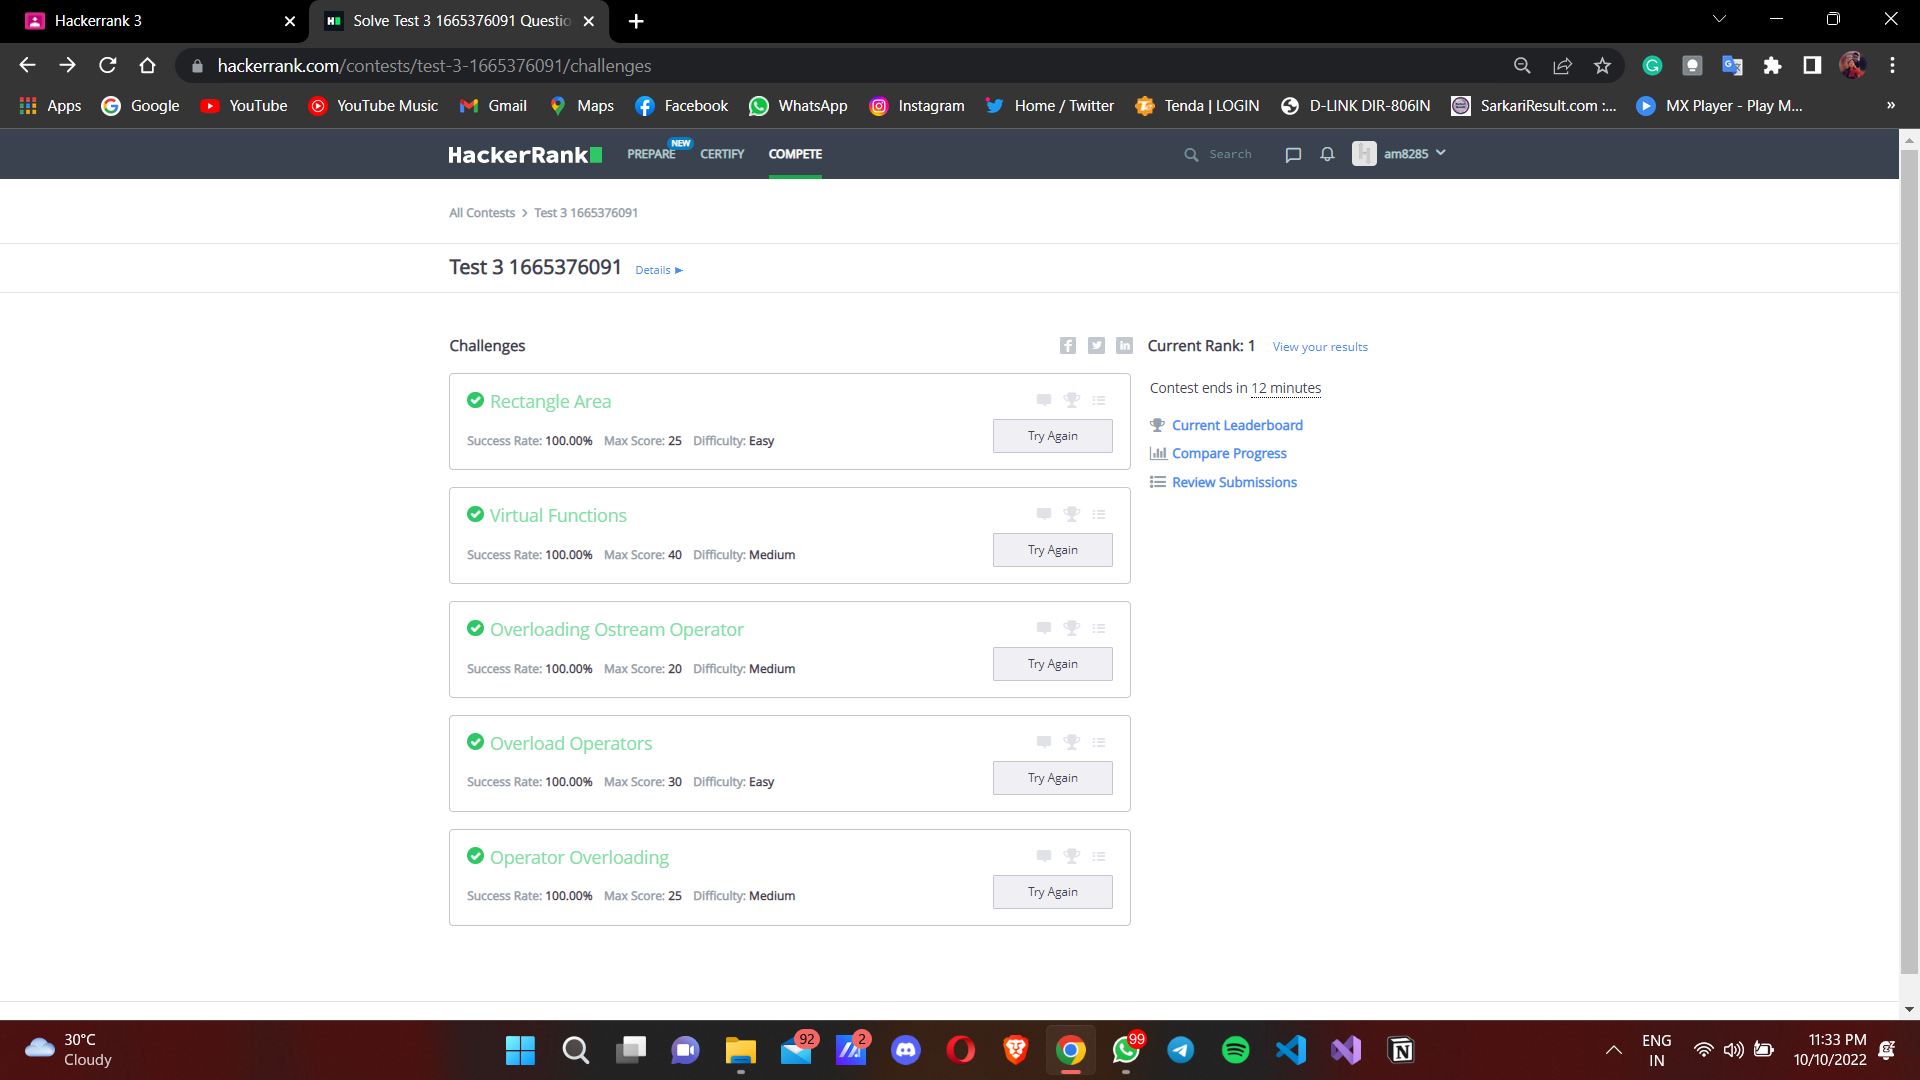 Hackerrank 3
Solve Test 3 1665376091 Questio
hackerrank.com/contests/test-3-1665376091/challenges
Apps Google YouTube YouTube Music Gmail Maps Facebook WhatsApp Instagram Home / Twitter Tenda | LOGIN D-LINK DIR-806IN SarkariResult.com :... MX Player - Play M... »
HackerRank PREPARE NEW CERTIFY COMPETE Search am8285
All Contests > Test 3 1665376091
Test 3 1665376091 Details
Challenges
Current Rank: 1 View your results
Contest ends in 12 minutes
Current Leaderboard
Compare Progress
Review Submissions
Rectangle Area
Success Rate: 100.00% Max Score: 25 Difficulty: Easy
Try Again
Virtual Functions
Success Rate: 100.00% Max Score: 40 Difficulty: Medium
Try Again
Overloading Ostream Operator
Success Rate: 100.00% Max Score: 20 Difficulty: Medium
Try Again
Overload Operators
Success Rate: 100.00% Max Score: 30 Difficulty: Easy
Try Again
Operator Overloading
Success Rate: 100.00% Max Score: 25 Difficulty: Medium
Try Again
30°C
Cloudy
92
2
99
ENG
IN
11:33 PM
10/10/2022